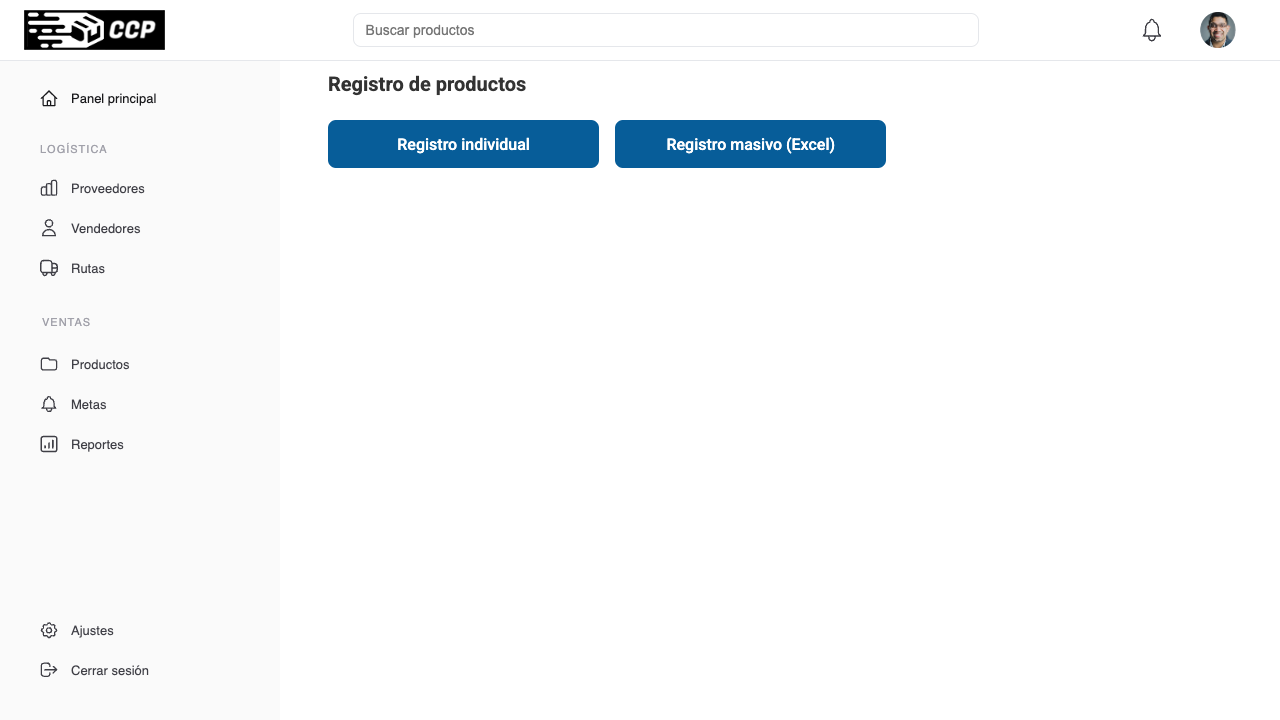 CCP
Buscar productos
Panel principal
LOGÍSTICA
Proveedores
Vendedores
Rutas
VENTAS
Productos
Metas
Reportes
Ajustes
Cerrar sesión
Registro de productos
Registro individual
Registro masivo (Excel)